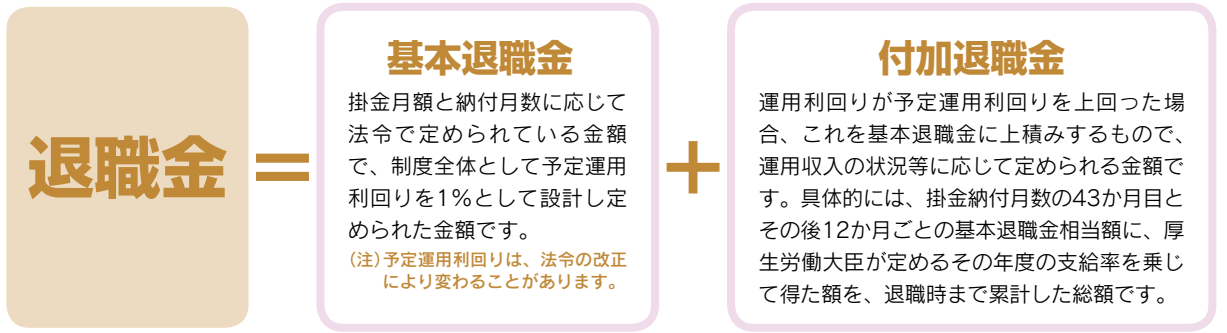 退職金
=
基本退職金
掛金月額と納付月数に応じて
法令で定められている金額
で、制度全体として予定運用
利回りを1%として設計し定
められた金額です。
(注)予定運用利回りは、法令の改正
により変わることがあります。
+
付加退職金
運用利回りが予定運用利回りを上回った場
合、これを基本退職金に上積みするもので、
運用収入の状況等に応じて定められる金額で
す。具体的には、掛金納付月数の43か月目と
その後12か月ごとの基本退職金相当額に、厚
生労働大臣が定めるその年度の支給率を乗じ
て得た額を、退職時まで累計した総額です。